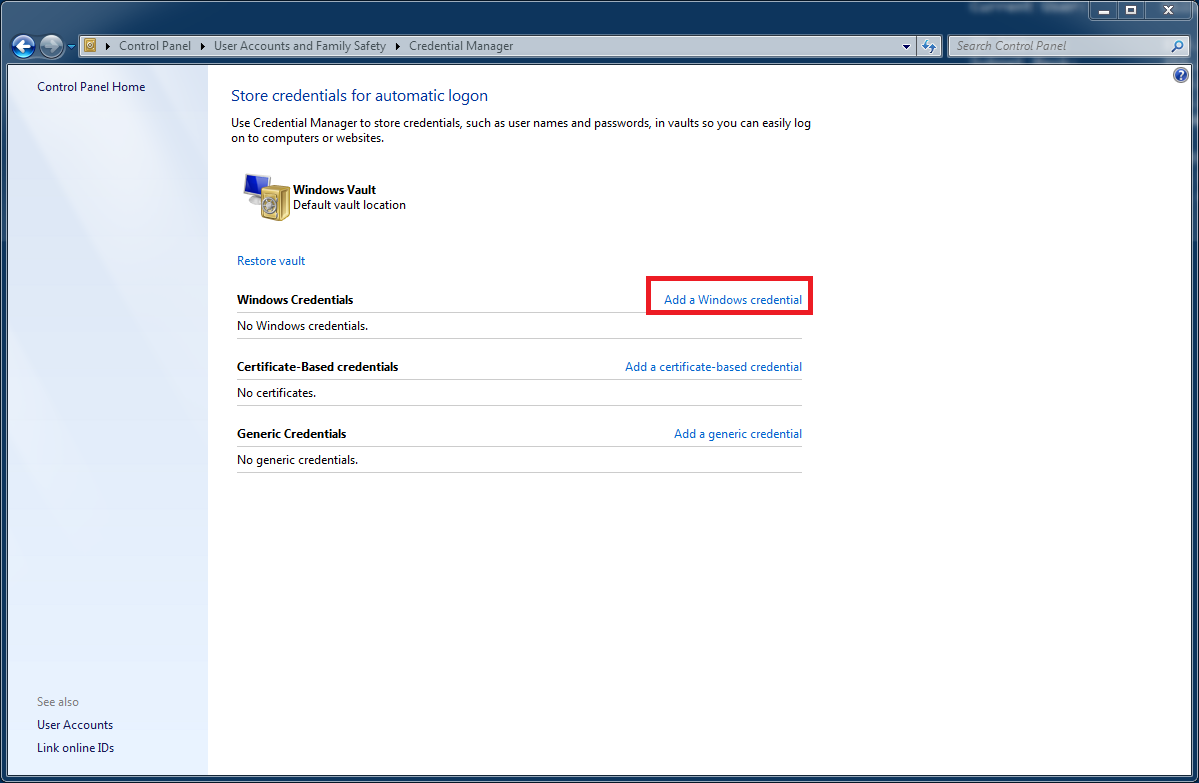 Current User
Control Panel ▸ User Accounts and Family Safety ▸ Credential Manager
Search Control Panel
Control Panel Home
Store credentials for automatic logon
Use Credential Manager to store credentials, such as user names and passwords, in vaults so you can easily log
on to computers or websites.
Windows Vault
Default vault location
Restore vault
Windows Credentials Add a Windows credential
No Windows credentials.
Certificate-Based credentials Add a certificate-based credential
No certificates.
Generic Credentials Add a generic credential
No generic credentials.
See also
User Accounts
Link online IDs